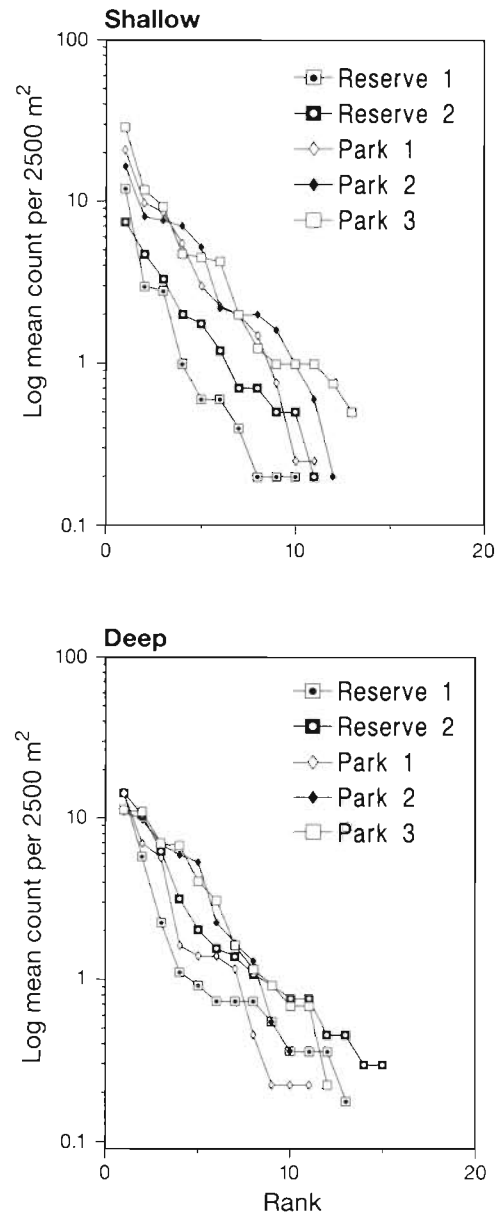 Shallow
Log mean count per 2500 m²
100
10
1
0.1
0
10
20
Reserve 1
Reserve 2
Park 1
Park 2
Park 3
Deep
Log mean count per 2500 m²
100
10
1
0.1
0
10
20
Reserve 1
Reserve 2
Park 1
Park 2
Park 3
Rank